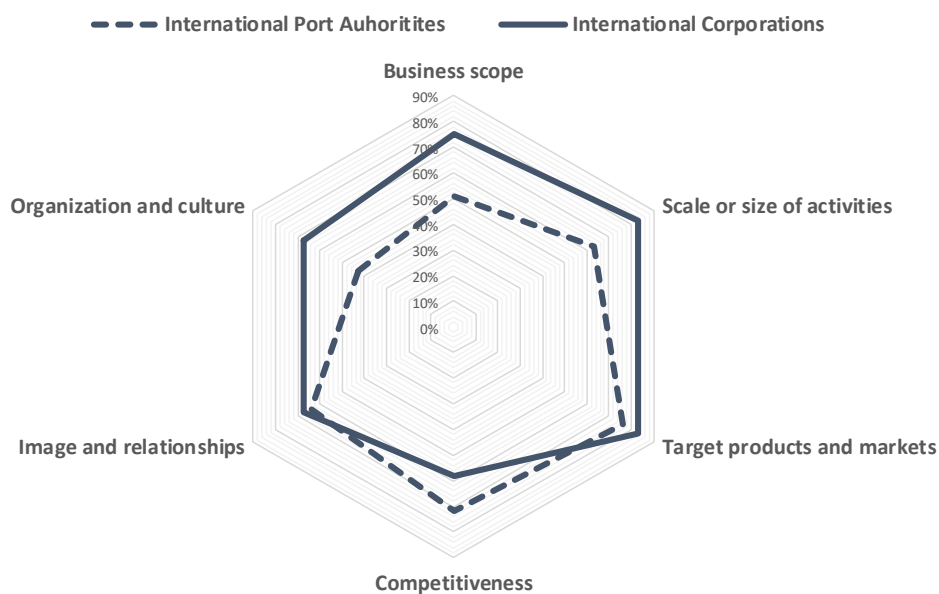 International Port Auhoritites
International Corporations
Business scope
90%
80%
70%
60%
50%
40%
30%
20%
10%
0%
Organization and culture
Scale or size of activities
Image and relationships
Target products and markets
Competitiveness